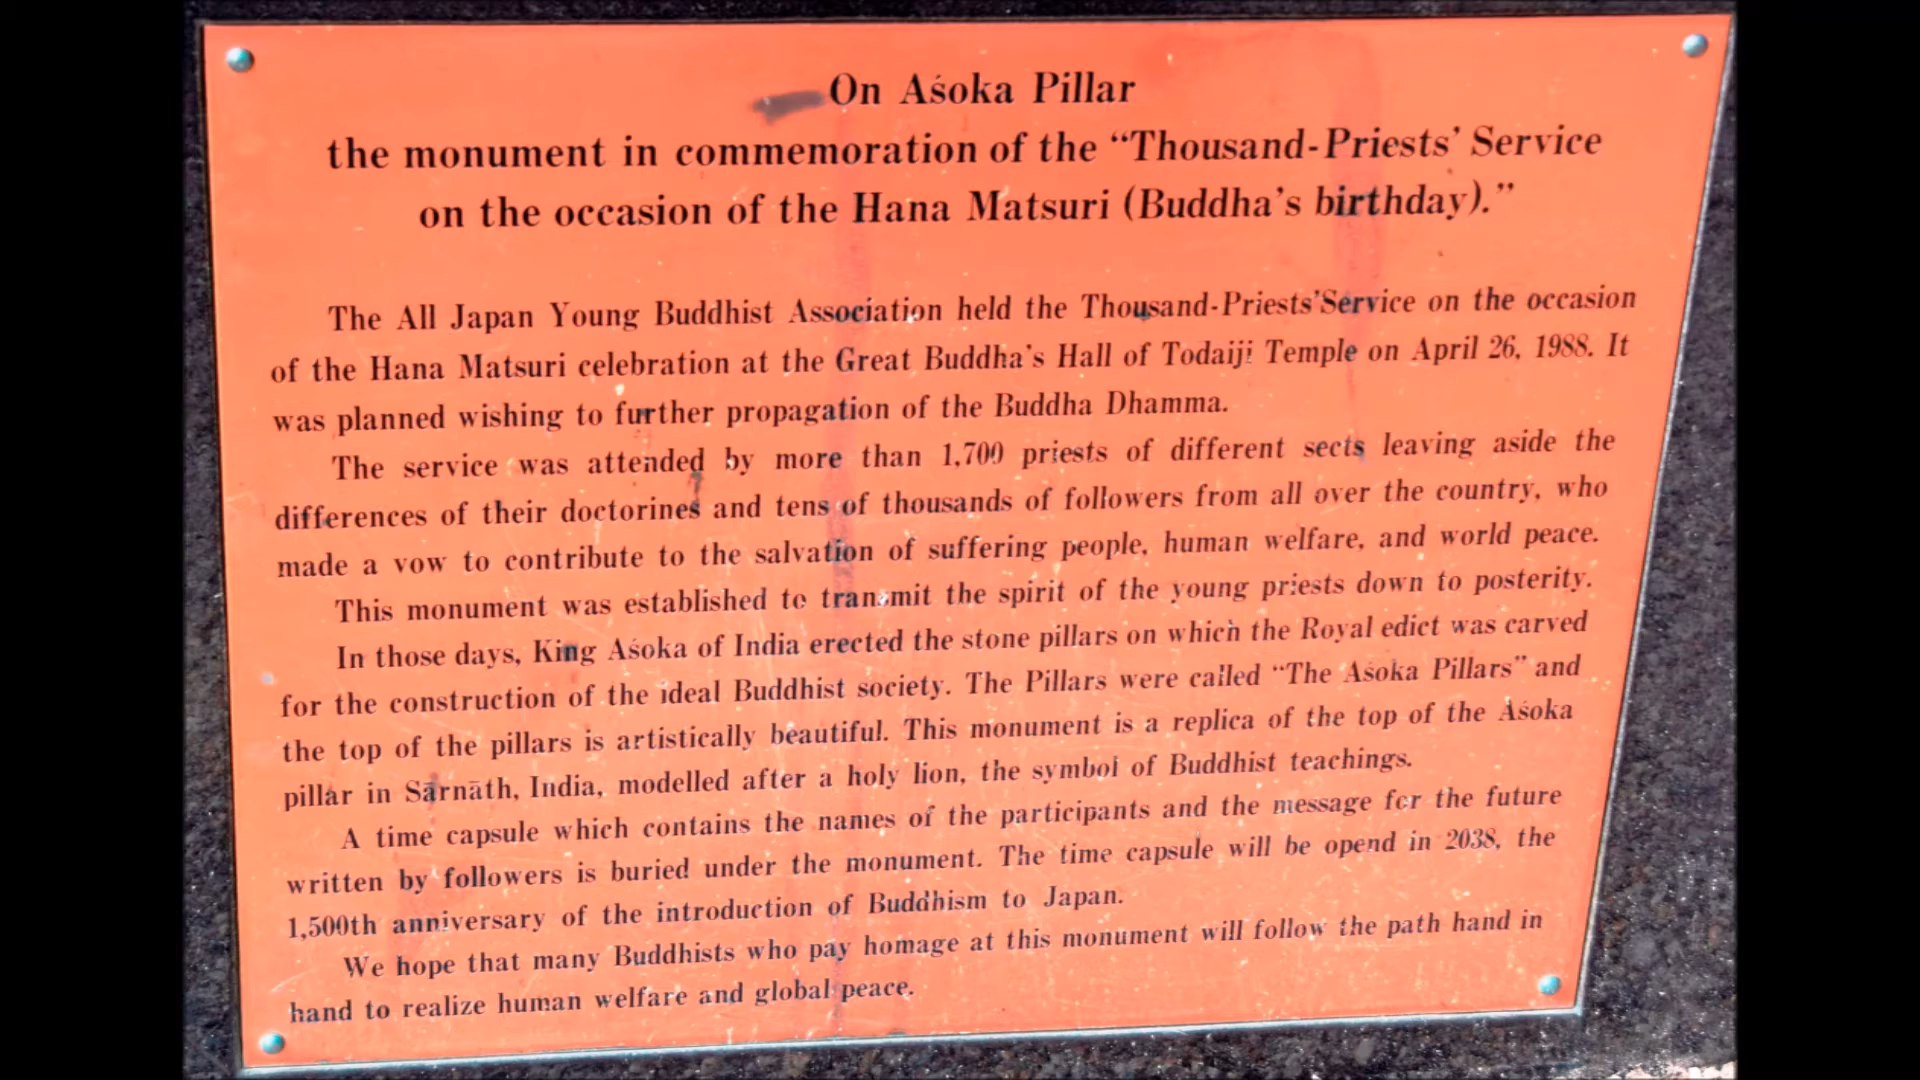 On Aśoka Pillar
the monument in commemoration of the “Thousand-Priests’ Service
on the occasion of the Hana Matsuri (Buddha’s birthday).”
The All Japan Young Buddhist Association held the Thousand-Priests’Service on the occasion
of the Hana Matsuri celebration at the Great Buddha’s Hall of Todaiji Temple on April 26, 1988. It
was planned wishing to further propagation of the Buddha Dhamma.
The service was attended by more than 1,700 priests of different sects leaving aside the
differences of their doctorines and tens of thousands of followers from all over the country, who
made a vow to contribute to the salvation of suffering people, human welfare, and world peace.
This monument was established to transmit the spirit of the young priests down to posterity.
In those days, King Aśoka of India erected the stone pillars on which the Royal edict was carved
for the construction of the ideal Buddhist society. The Pillars were called “The Aśoka Pillars” and
the top of the pillars is artistically beautiful. This monument is a replica of the top of the Aśoka
pillar in Sārnāth, India, modelled after a holy lion, the symbol of Buddhist teachings.
A time capsule which contains the names of the participants and the message for the future
written by followers is buried under the monument. The time capsule will be opend in 2038, the
1,500th anniversary of the introduction of Buddhism to Japan.
We hope that many Buddhists who pay homage at this monument will follow the path hand in
hand to realize human welfare and global peace.